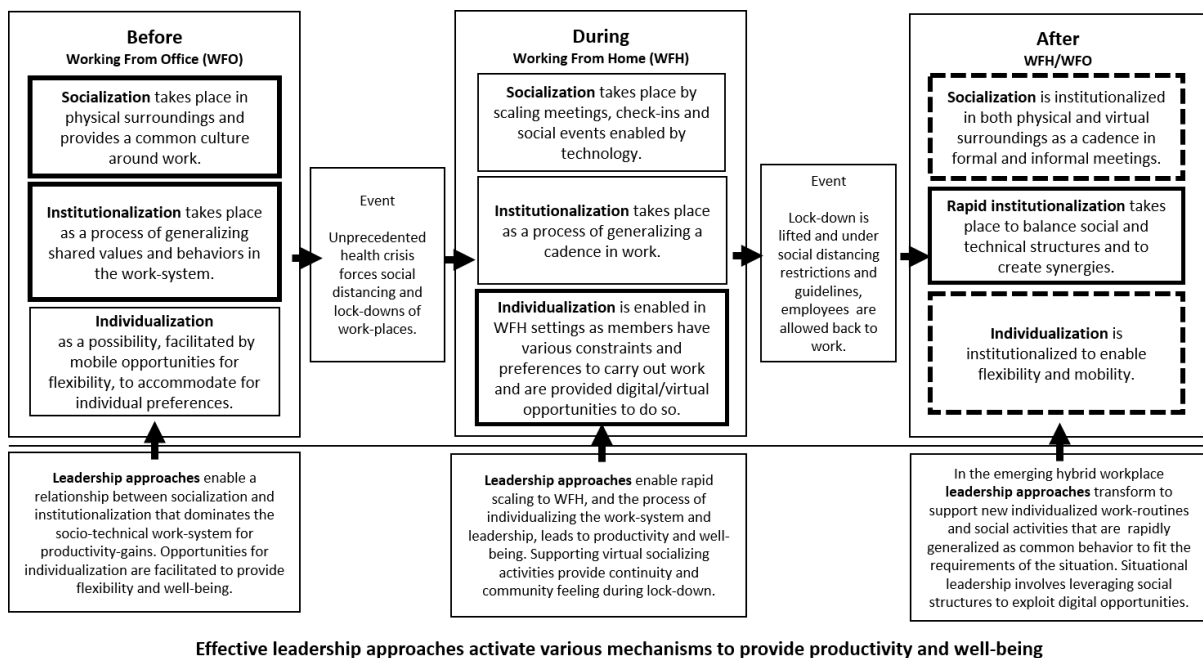 Before
Working From Office (WFO)
Socialization takes place in
physical surroundings and
provides a common culture
around work.
Institutionalization takes place
as a process of generalizing
shared values and behaviors
in the work-system.
Individualization
as a possibility, facilitated by
mobile opportunities for
flexibility, to accommodate for
individual preferences.
Event
Unprecedented
health crisis
forces social
distancing and
lock-downs of
work-places.
During
Working From Home (WFH)
Socialization takes place by
scaling meetings, check-ins and
social events enabled by
technology.
Institutionalization takes place
as a process of generalizing a
cadence in work.
Individualization is enabled in
WFH settings as members have
various constraints and
preferences to carry out work
and are provided digital/virtual
opportunities to do so.
Event
Lock-down is
lifted and under
social distancing
restrictions and
guidelines,
employees are
allowed back to
work.
After
WFH/WFO
Socialization is institutionalized
in both physical and virtual
surroundings as a cadence in
formal and informal meetings.
Rapid institutionalization takes
place to balance social and
technical structures and to
create synergies.
Individualization is
institutionalized to enable
flexibility and mobility.
Leadership approaches enable a
relationship between socialization and
institutionalization that dominates the
socio-technical work-system for
productivity-gains. Opportunities for
individualization are facilitated to provide
flexibility and well-being.
Leadership approaches enable rapid
scaling to WFH, and the process of
individualizing the work-system and
leadership, leads to productivity and well-
being. Supporting virtual socializing
activities provide continuity and
community feeling during lock-down.
In the emerging hybrid workplace
leadership approaches transform to
support new individualized work-routines
and social activities that are rapidly
generalized as common behavior to fit the
requirements of the situation. Situational
leadership involves leveraging social
structures to exploit digital opportunities.
Effective leadership approaches activate various mechanisms to provide productivity and well-being